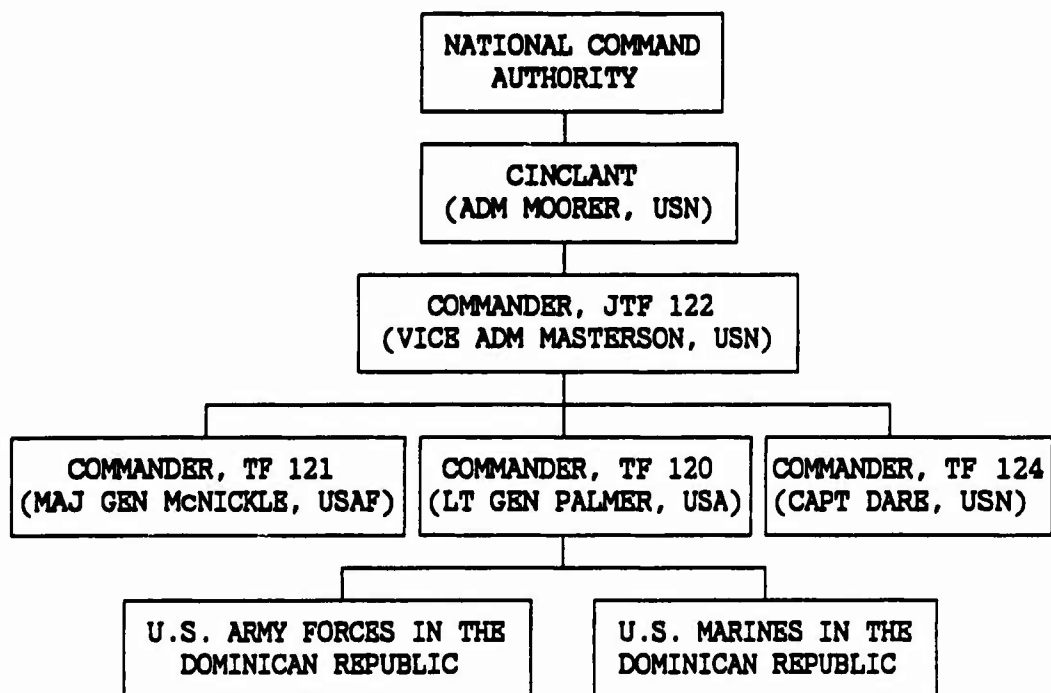 NATIONAL COMMAND
AUTHORITY
CINCLANT
(ADM MOORER, USN)
COMMANDER, JTF 122
(VICE ADM MASTERSON, USN)
COMMANDER, TF 121
(MAJ GEN McNICKLE, USAF)
COMMANDER, TF 120
(LT GEN PALMER, USA)
COMMANDER, TF 124
(CAPT DARE, USN)
U.S. ARMY FORCES IN THE
DOMINICAN REPUBLIC
U.S. MARINES IN THE
DOMINICAN REPUBLIC